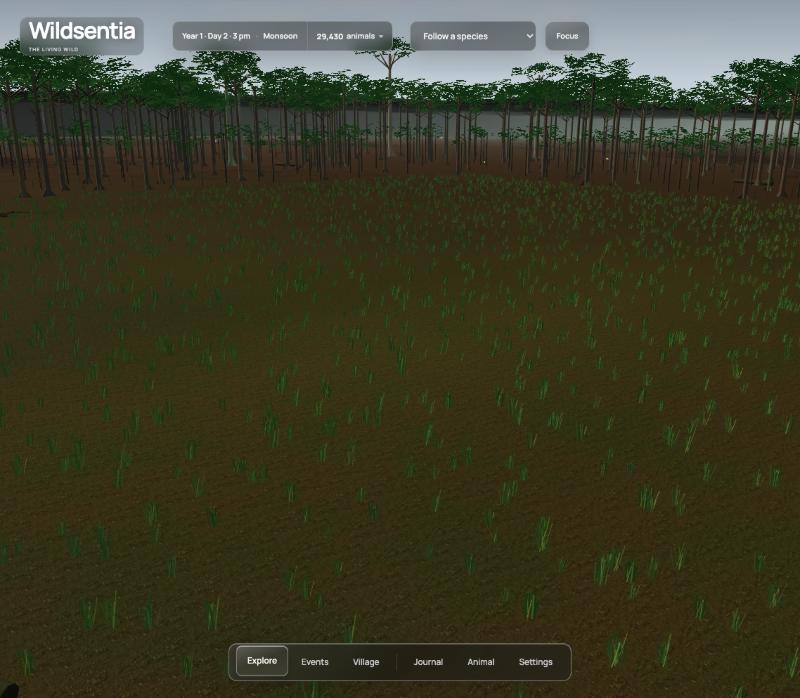 Wildsentia
THE LIVING WILD
Year 1 · Day 2 · 3 pm · Monsoon
29,430 animals
Follow a species
Focus
Explore
Events
Village
Journal
Animal
Settings